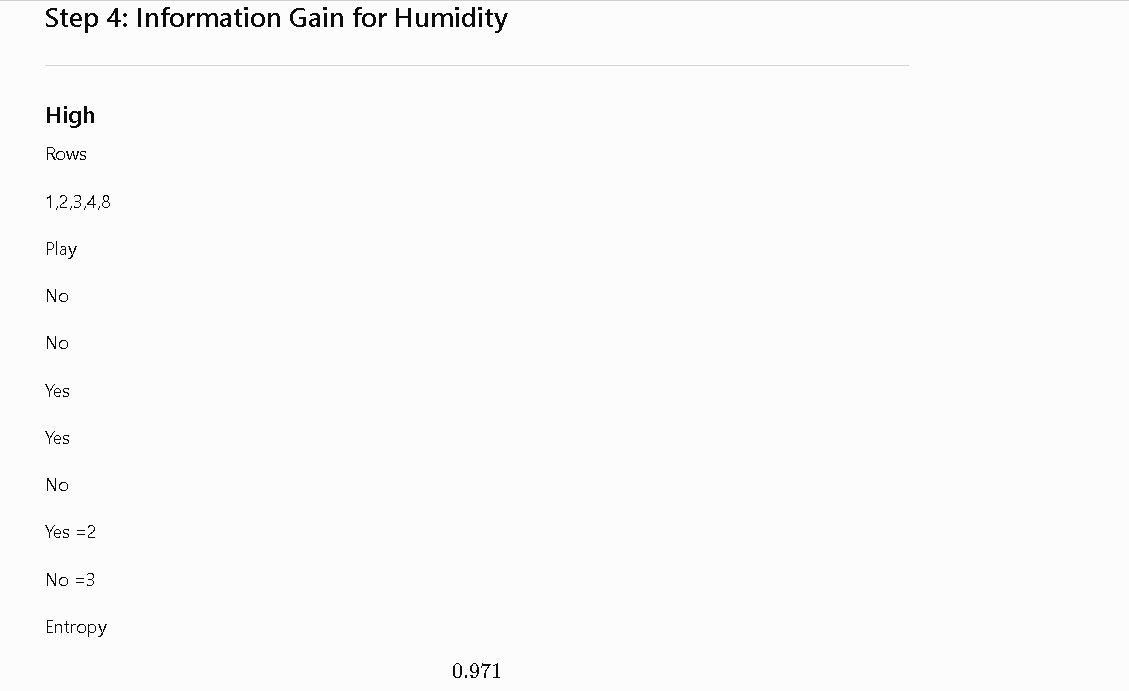 Step 4: Information Gain for Humidity
High
Rows
1,2,3,4,8
Play
No
No
Yes
Yes
No
Yes =2
No =3
Entropy
0.971